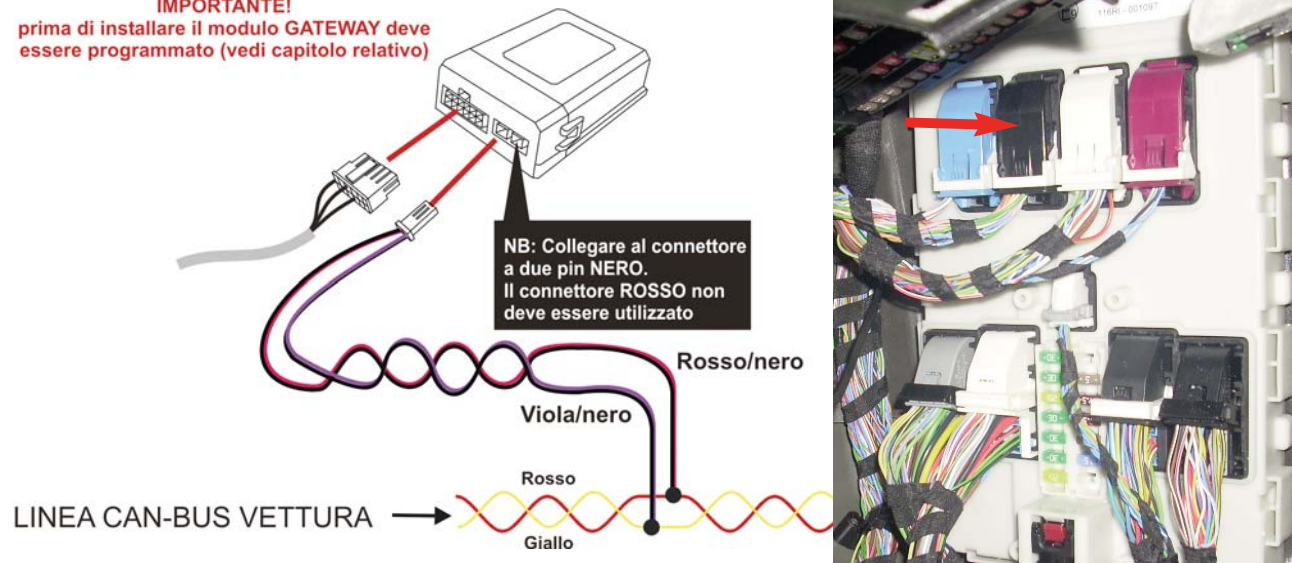 IMPORTANTE!
prima di installare il modulo GATEWAY deve
essere programmato (vedi capitolo relativo)
NB: Collegare al connettore
a due pin NERO.
Il connettore ROSSO non
deve essere utilizzato
Rosso/nero
Viola/nero
Rosso
LINEA CAN-BUS VETTURA
Giallo